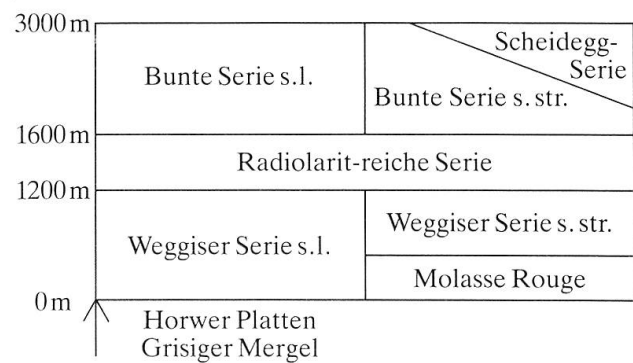 3000 m
Scheidegg-
Serie
Bunte Serie s.l.
Bunte Serie s. str.
1600 m
Radiolarit-reiche Serie
1200 m
Weggiser Serie s. str.
Weggiser Serie s.l.
Molasse Rouge
0 m
Horwer Platten
Grisiger Mergel